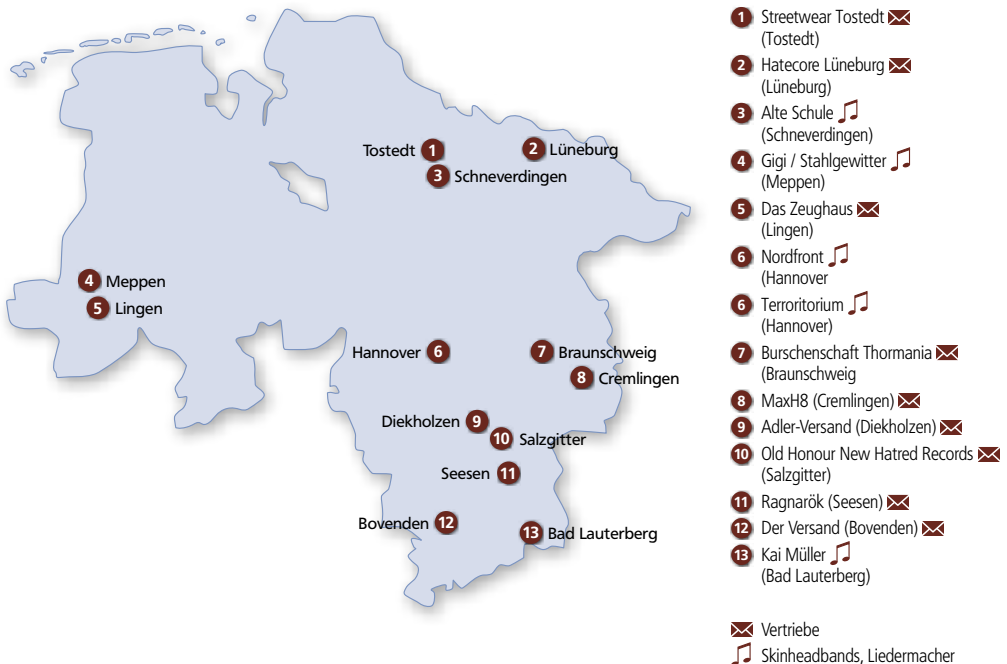 Tostedt 1
2 Lüneburg
3 Schneverdingen
4 Meppen
5 Lingen
Hannover 6
7 Braunschweig
8 Cremlingen
Diekholzen 9
10 Salzgitter
Seesen 11
Bovenden 12
13 Bad Lauterberg
1 Streetwear Tostedt
(Tostedt)
2 Hatecore Lüneburg
(Lüneburg)
3 Alte Schule
(Schneverdingen)
4 Gigi / Stahlgewitter
(Meppen)
5 Das Zeughaus
(Lingen)
6 Nordfront
(Hannover
6 Terroritorium
(Hannover)
7 Burschenschaft Thormania
(Braunschweig
8 MaxH8 (Cremlingen)
9 Adler-Versand (Diekholzen)
10 Old Honour New Hatred Records
(Salzgitter)
11 Ragnarök (Seesen)
12 Der Versand (Bovenden)
13 Kai Müller
(Bad Lauterberg)
Vertriebe
Skinheadbands, Liedermacher